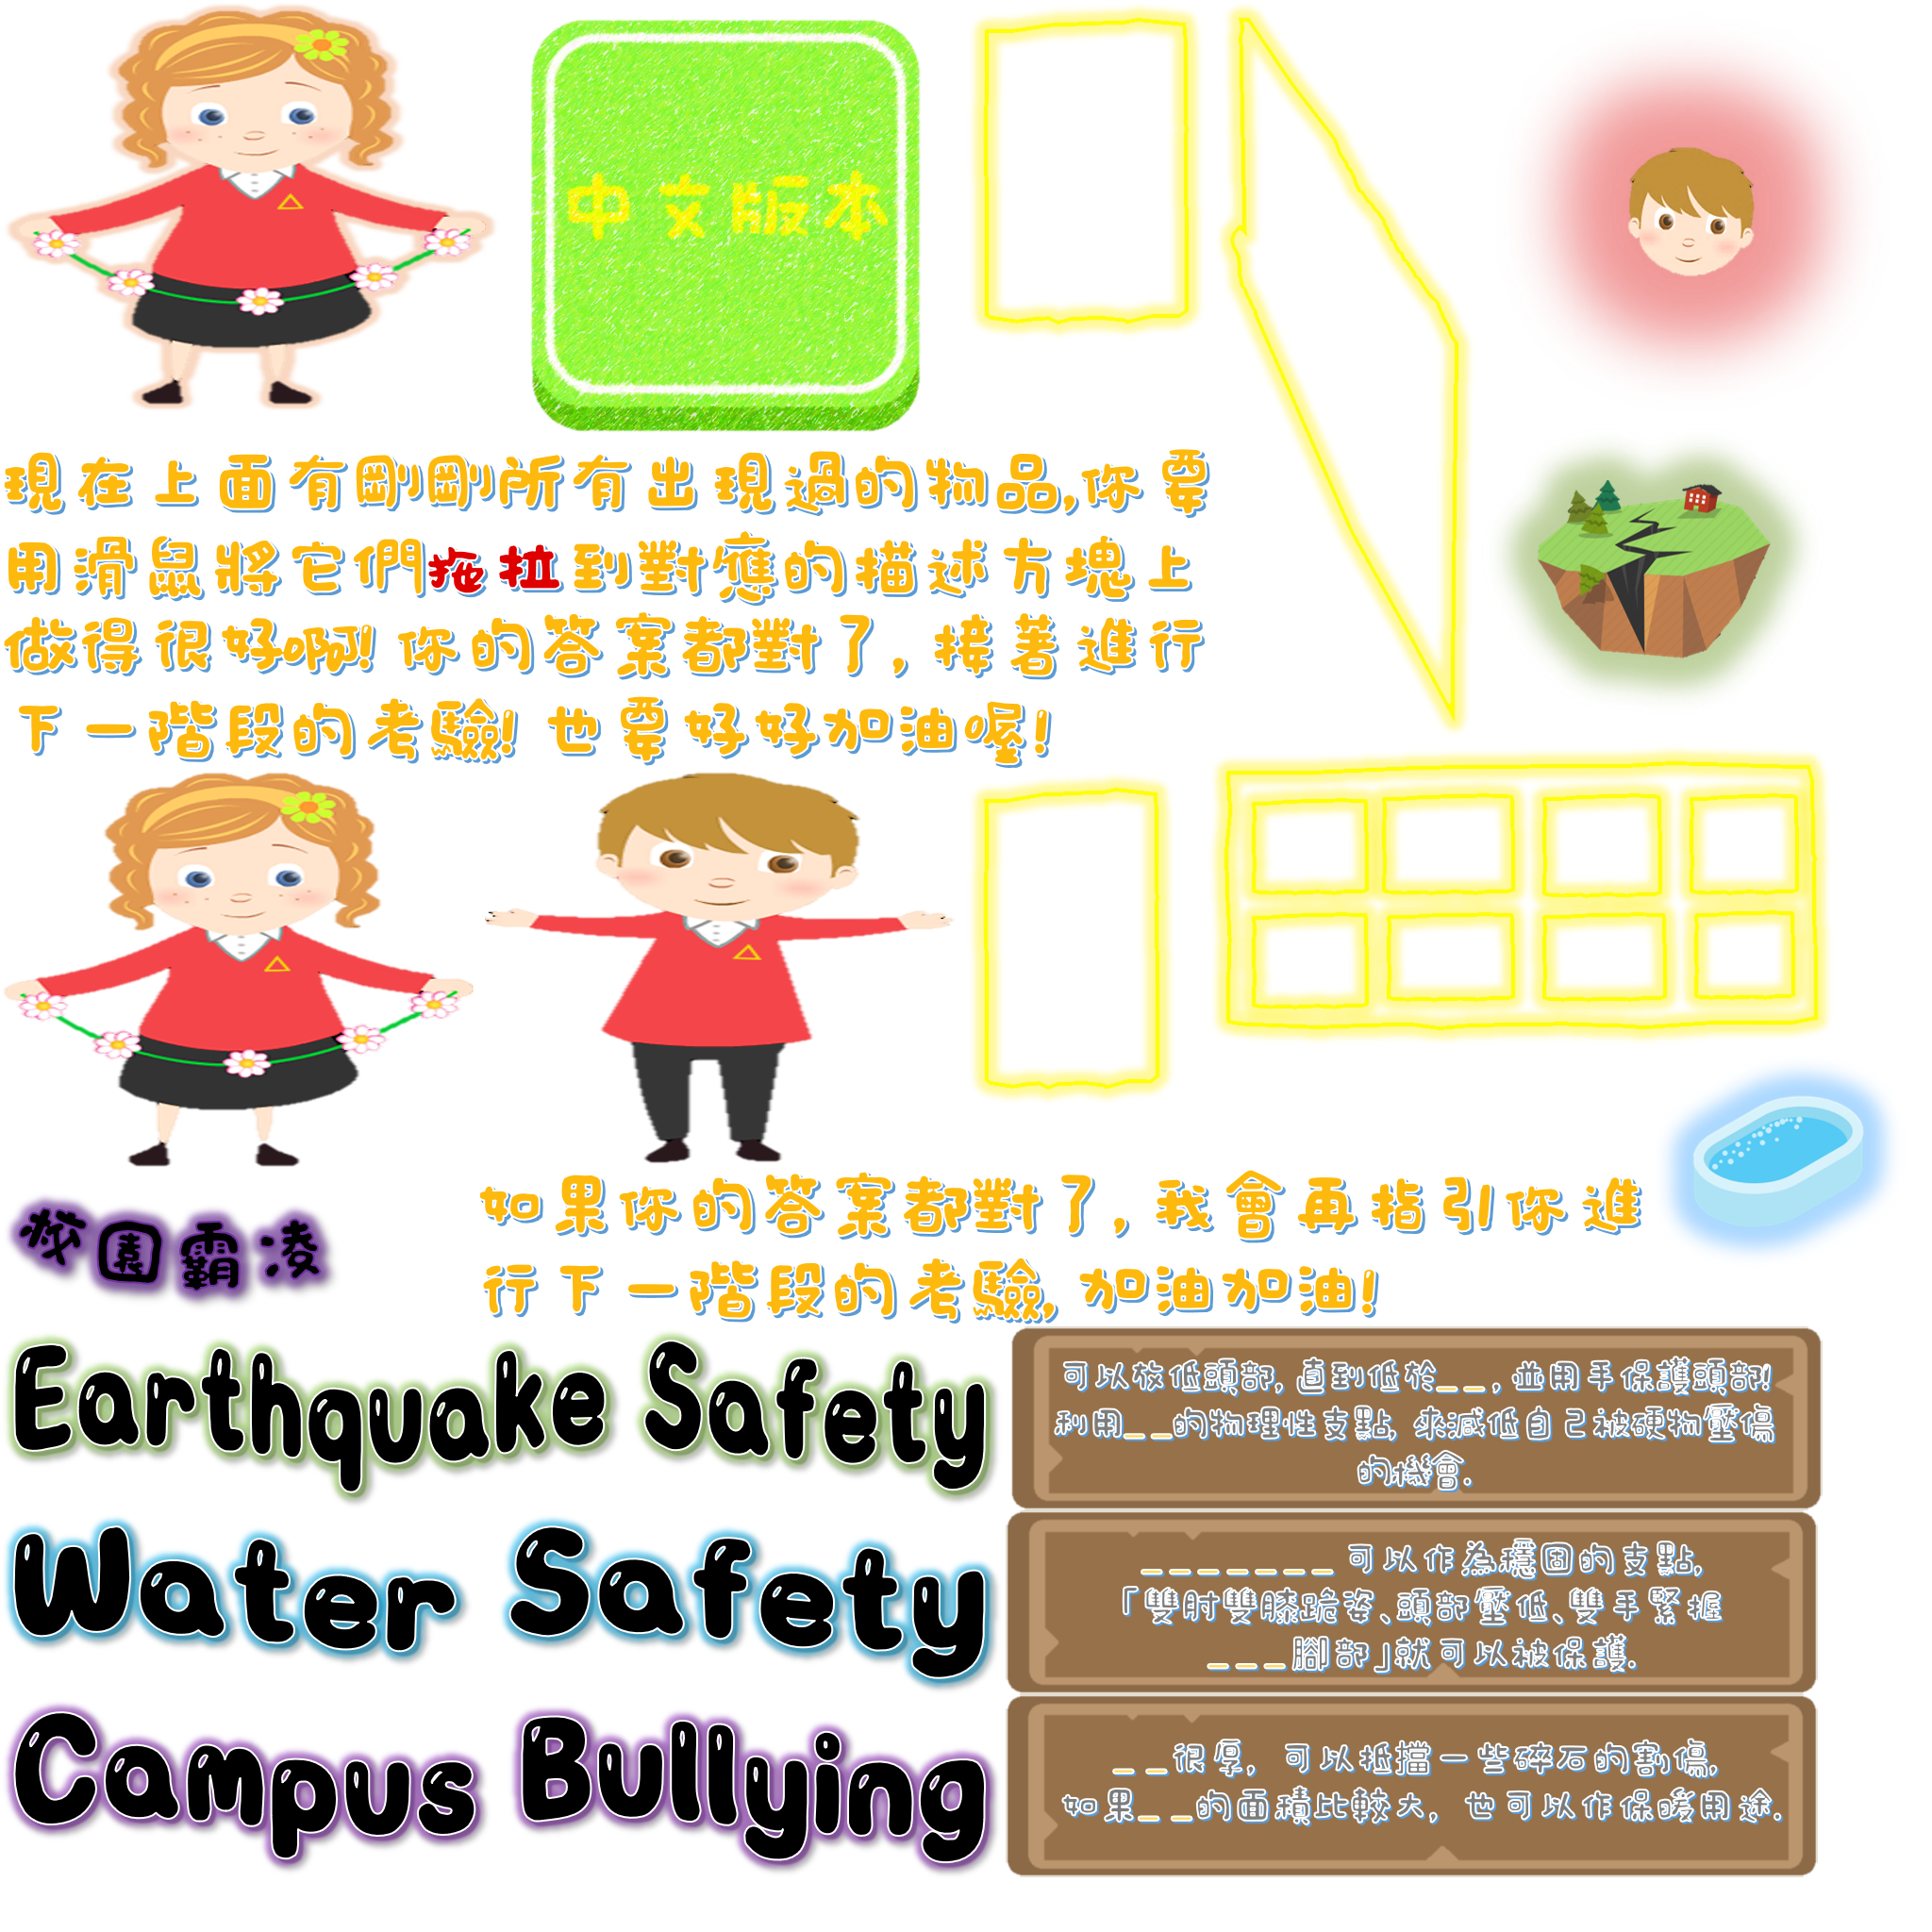 中文版本
現在上面有剛剛所有出現過的物品,你要
用滑鼠將它們拖拉到對應的描述方塊上
做得很好啊! 你的答案都對了, 接著進行
下一階段的考驗! 也要好好加油喔!
如果你的答案都對了, 我會再指引你進
行下一階段的考驗, 加油加油!
校園霸凌
Earthquake Safety
Water Safety
Campus Bullying
可以放低頭部, 直到低於__, 並用手保護頭部!
利用__的物理性支點, 來減低自己被硬物壓傷
的機會.
_______可以作為穩固的支點,
「雙肘雙膝跪姿、頭部壓低、雙手緊握
___腳部」就可以被保護.
__很厚, 可以抵擋一些碎石的割傷,
如果__的面積比較大, 也可以作保暖用途.